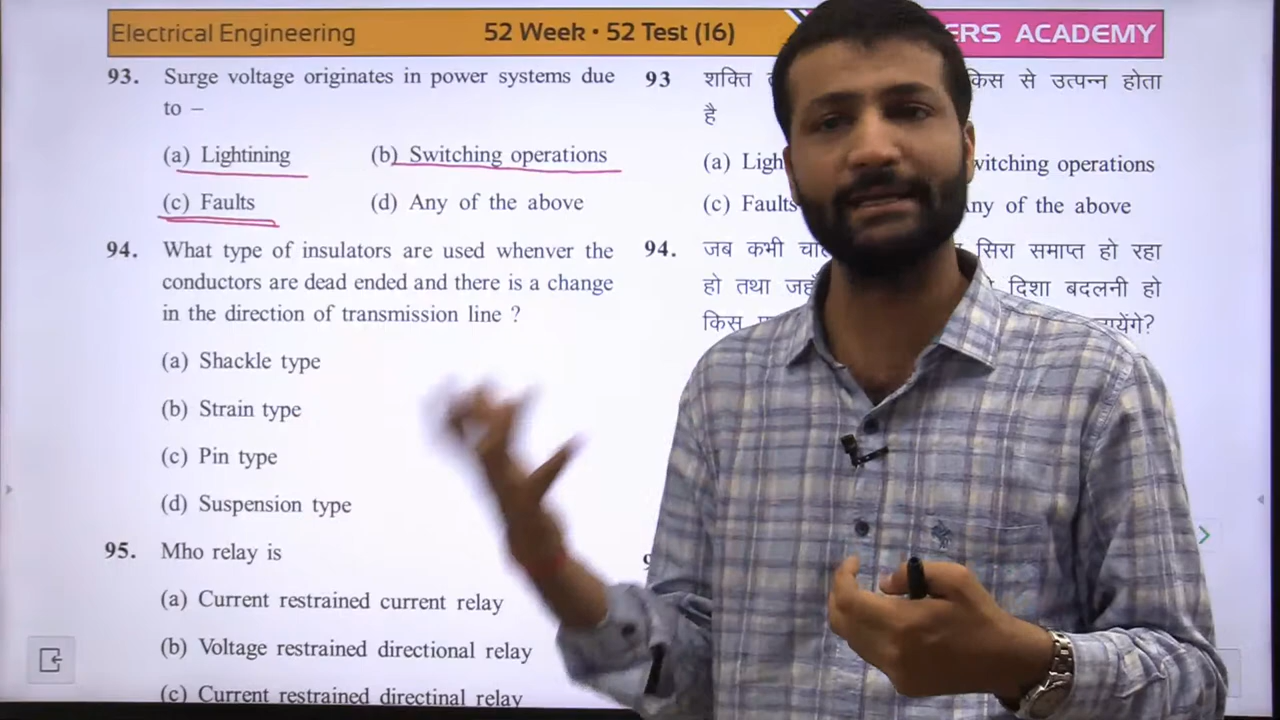 Electrical Engineering
52 Week • 52 Test (16)
ERS ACADEMY
93. Surge voltage originates in power systems due
to –
(a) Lightining (b) Switching operations
(c) Faults (d) Any of the above
94. What type of insulators are used whenver the
conductors are dead ended and there is a change
in the direction of transmission line ?
(a) Shackle type
(b) Strain type
(c) Pin type
(d) Suspension type
95. Mho relay is
(a) Current restrained current relay
(b) Voltage restrained directional relay
(c) Current restrained directinal relay
93 शक्ति किस से उत्पन्न होता
है
(a) Ligh witching operations
(c) Faults ny of the above
94. जब कभी सिरा समाप्त हो रहा
हो तथा दिशा बदलनी हो
किस